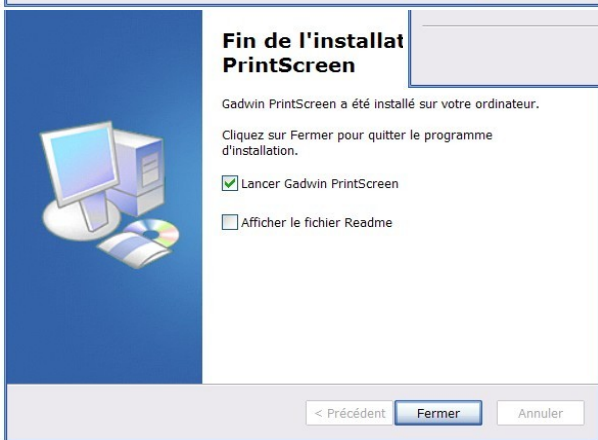 Fin de l'installat
PrintScreen
Gadwin PrintScreen a été installé sur votre ordinateur.
Cliquez sur Fermer pour quitter le programme
d'installation.
Lancer Gadwin PrintScreen
Afficher le fichier Readme
< Précédent Fermer Annuler